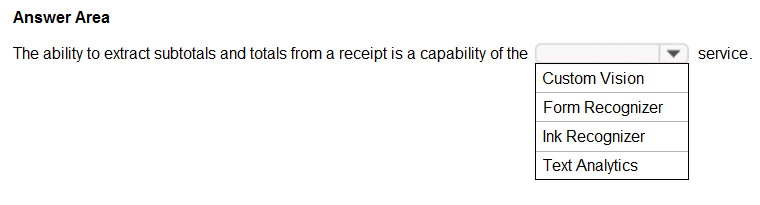 Answer Area
The ability to extract subtotals and totals from a receipt is a capability of the service.
Custom Vision
Form Recognizer
Ink Recognizer
Text Analytics